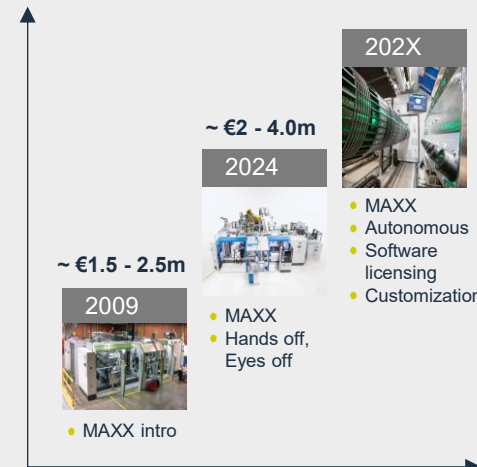 202X
~ €2 - 4.0m
2024
• MAXX
• Autonomous
• Software
licensing
• Customization
~ €1.5 - 2.5m
2009
• MAXX
• Hands off,
Eyes off
• MAXX intro